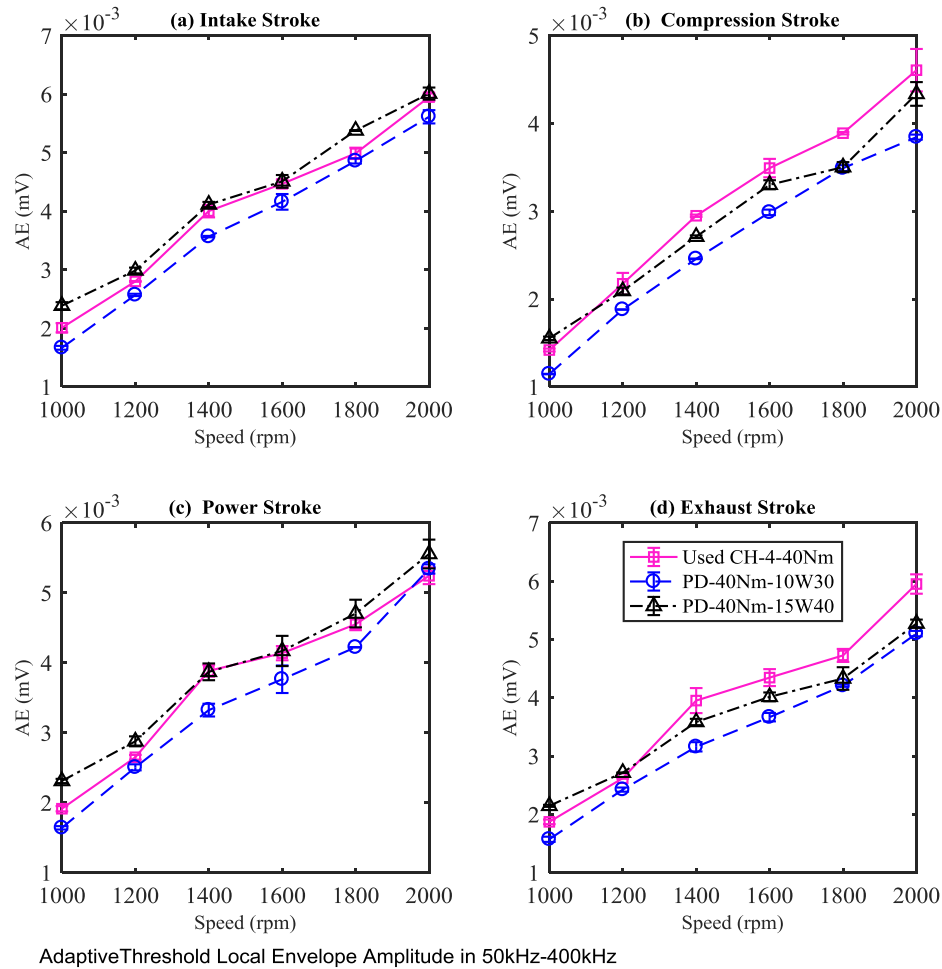 (a) Intake Stroke
×10⁻³
7
6
5
4
3
2
1
AE (mV)
1000 1200 1400 1600 1800 2000
Speed (rpm)
(b) Compression Stroke
×10⁻³
5
4
3
2
1
AE (mV)
1000 1200 1400 1600 1800 2000
Speed (rpm)
(c) Power Stroke
×10⁻³
6
5
4
3
2
1
AE (mV)
1000 1200 1400 1600 1800 2000
Speed (rpm)
(d) Exhaust Stroke
×10⁻³
7
6
5
4
3
2
1
AE (mV)
Used CH-4-40Nm
PD-40Nm-10W30
PD-40Nm-15W40
1000 1200 1400 1600 1800 2000
Speed (rpm)
AdaptiveThreshold Local Envelope Amplitude in 50kHz-400kHz